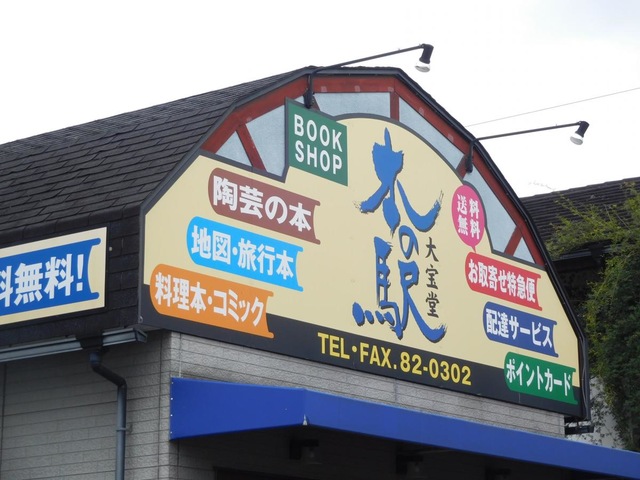 BOOK
SHOP
陶芸の本
地図・旅行本
料理本・コミック
本の駅
大宝堂
送料
無料
お取寄せ特急便
配達サービス
ポイントカード
TEL・FAX.82-0302
料無料!